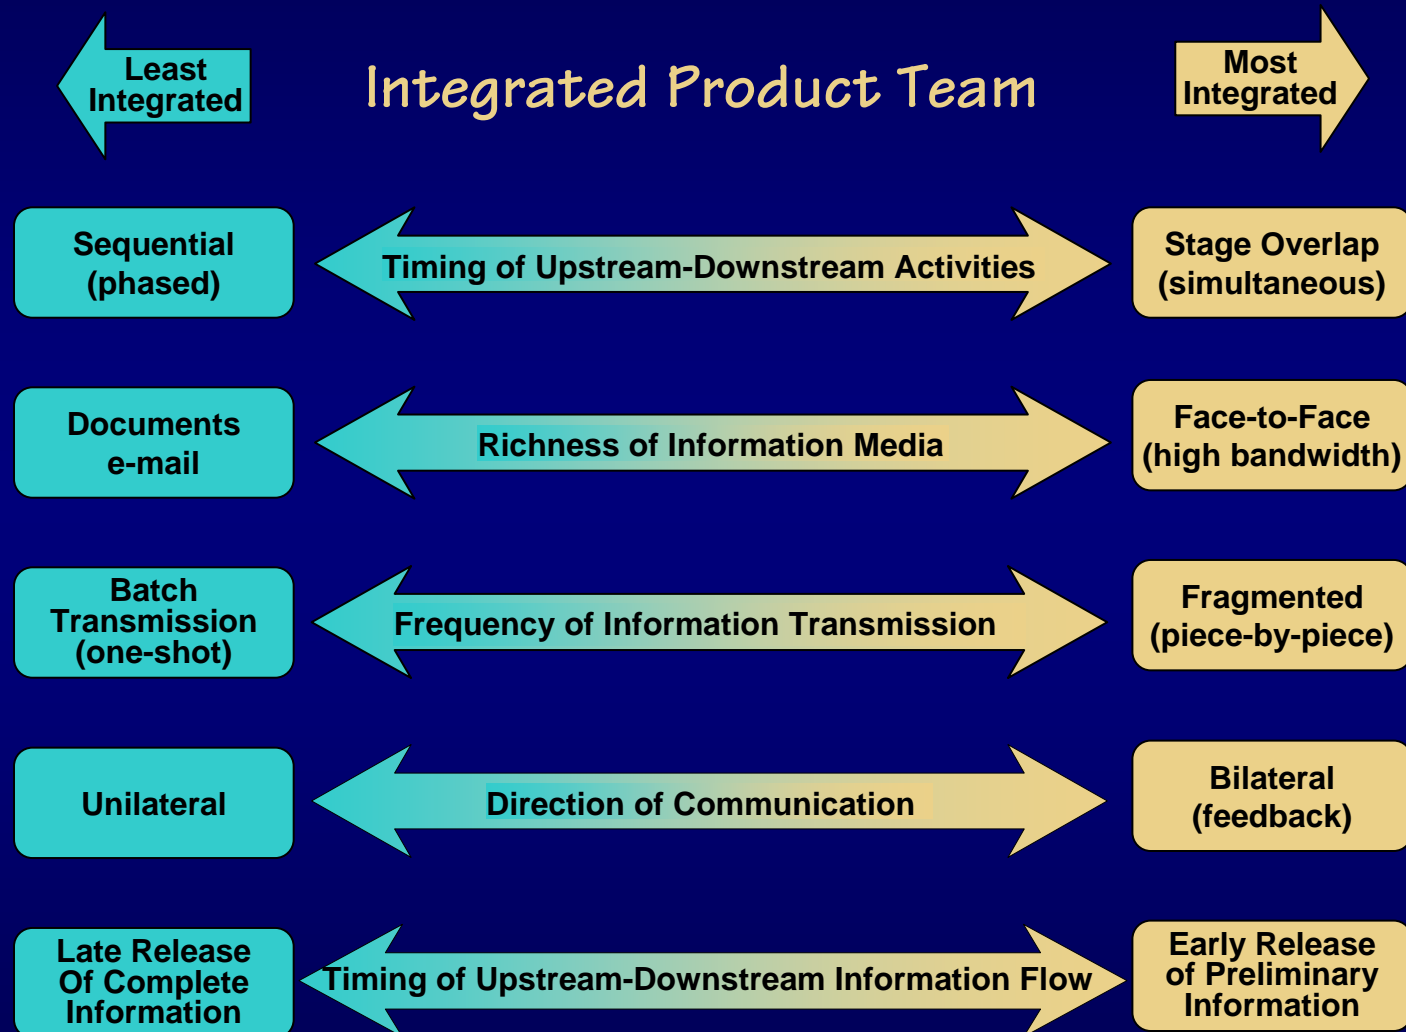 Least
Integrated
Integrated Product Team
Most
Integrated
Sequential
(phased)
Timing of Upstream-Downstream Activities
Stage Overlap
(simultaneous)
Documents
e-mail
Richness of Information Media
Face-to-Face
(high bandwidth)
Batch
Transmission
(one-shot)
Frequency of Information Transmission
Fragmented
(piece-by-piece)
Unilateral
Direction of Communication
Bilateral
(feedback)
Late Release
Of Complete
Information
Timing of Upstream-Downstream Information Flow
Early Release
of Preliminary
Information